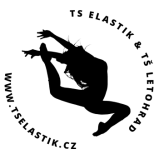 TS ELASTIK & TŠ LETOHRAD
WWW.TSELASTIK.CZ